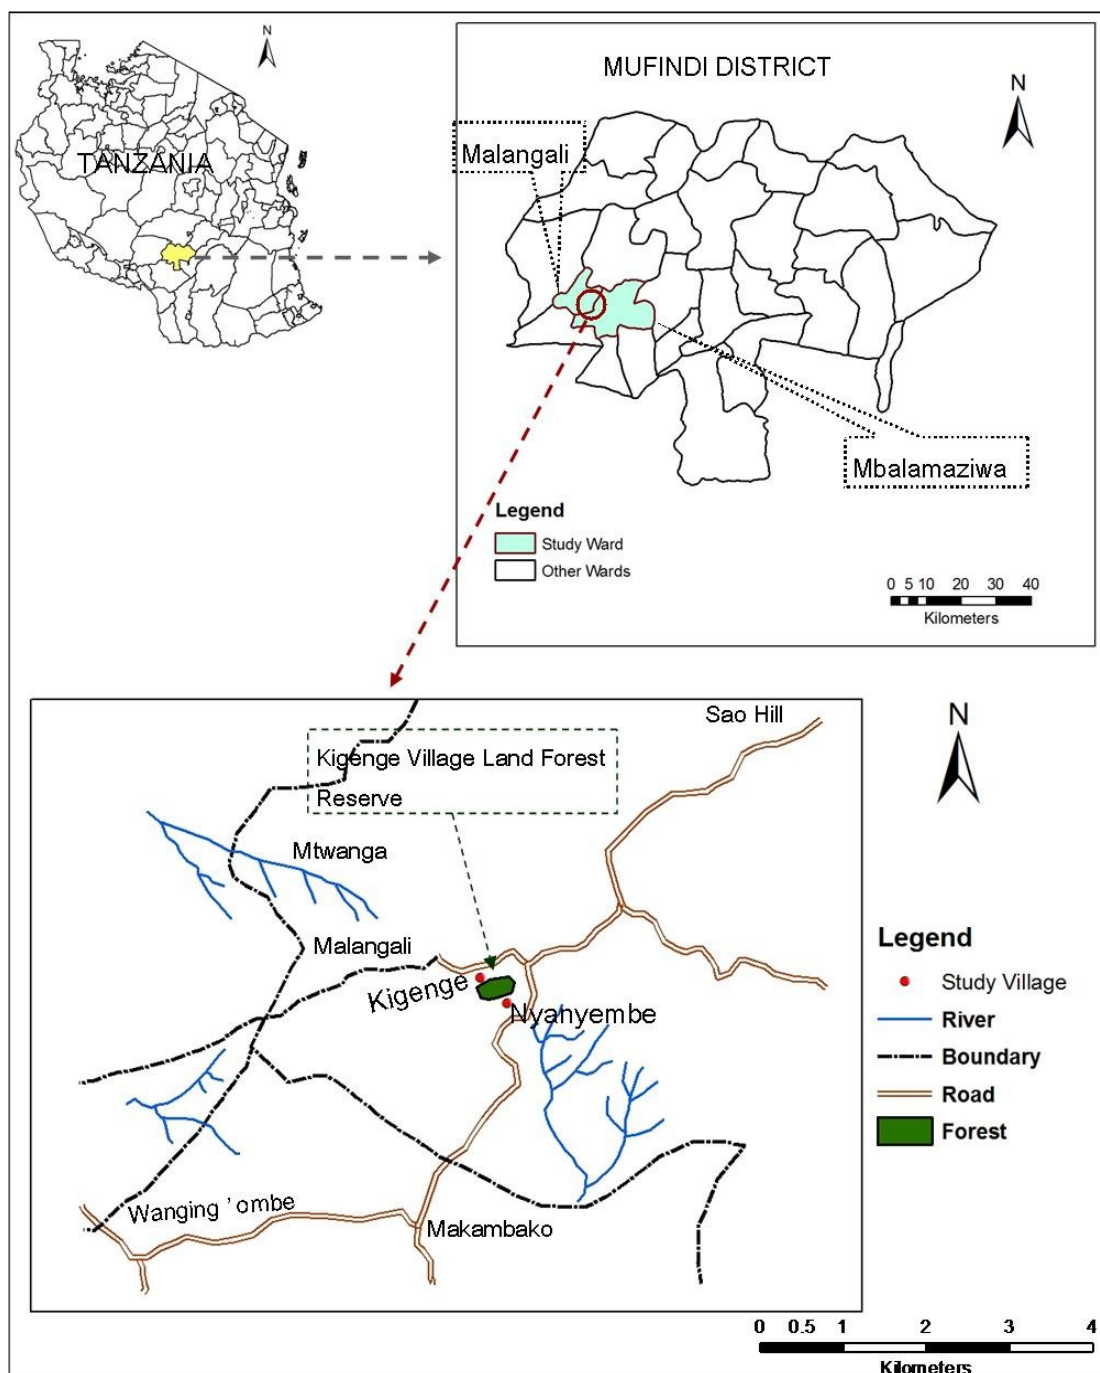 N
TANZANIA
MUFINDI DISTRICT
N
Malangali
Mbalamaziwa
Legend
Study Ward
Other Wards
0 5 10 20 30 40
Kilometers
Sao Hill
N
Kigenge Village Land Forest
Reserve
Mtwanga
Malangali
Kigenge
Nyanyembe
Wanging 'ombe
Makambako
Legend
Study Village
River
Boundary
Road
Forest
0 0.5 1 2 3 4
Kilometers